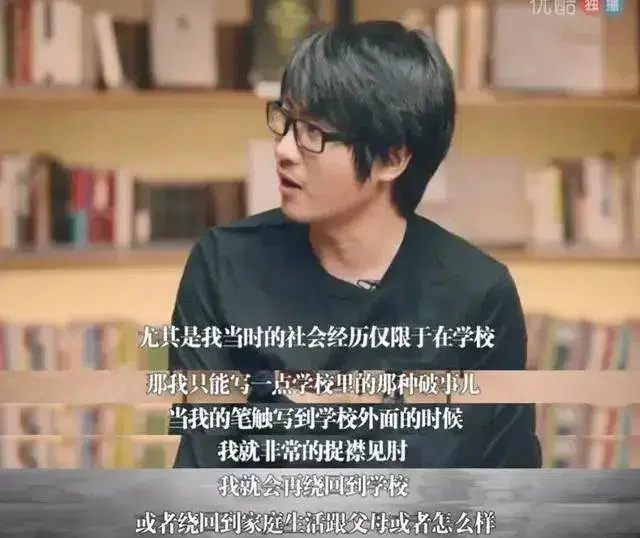 优酷 独播
尤其是我当时的社会经历仅限于在学校
那我只能写一点学校里的那种破事儿
当我的笔触写到学校外面的时候
我就非常的捉襟见肘
我就会再绕回到学校
或者绕回到家庭生活跟父母或者怎么样